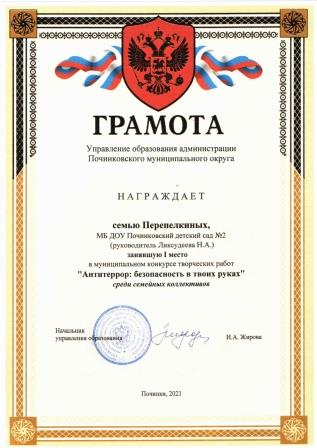 ГРАМОТА
Управление образования администрации
Починковского муниципального округа
НАГРАЖДАЕТ
семью Перепелкиных,
МБ ДОУ Починковский детский сад №2
(руководитель Ликсудеева Н.А.)
занявшую I место
в муниципальном конкурсе творческих работ
"Антитеррор: безопасность в твоих руках"
среди семейных коллективов
Начальник
управления образования
И.А. Жирова
Починки, 2021